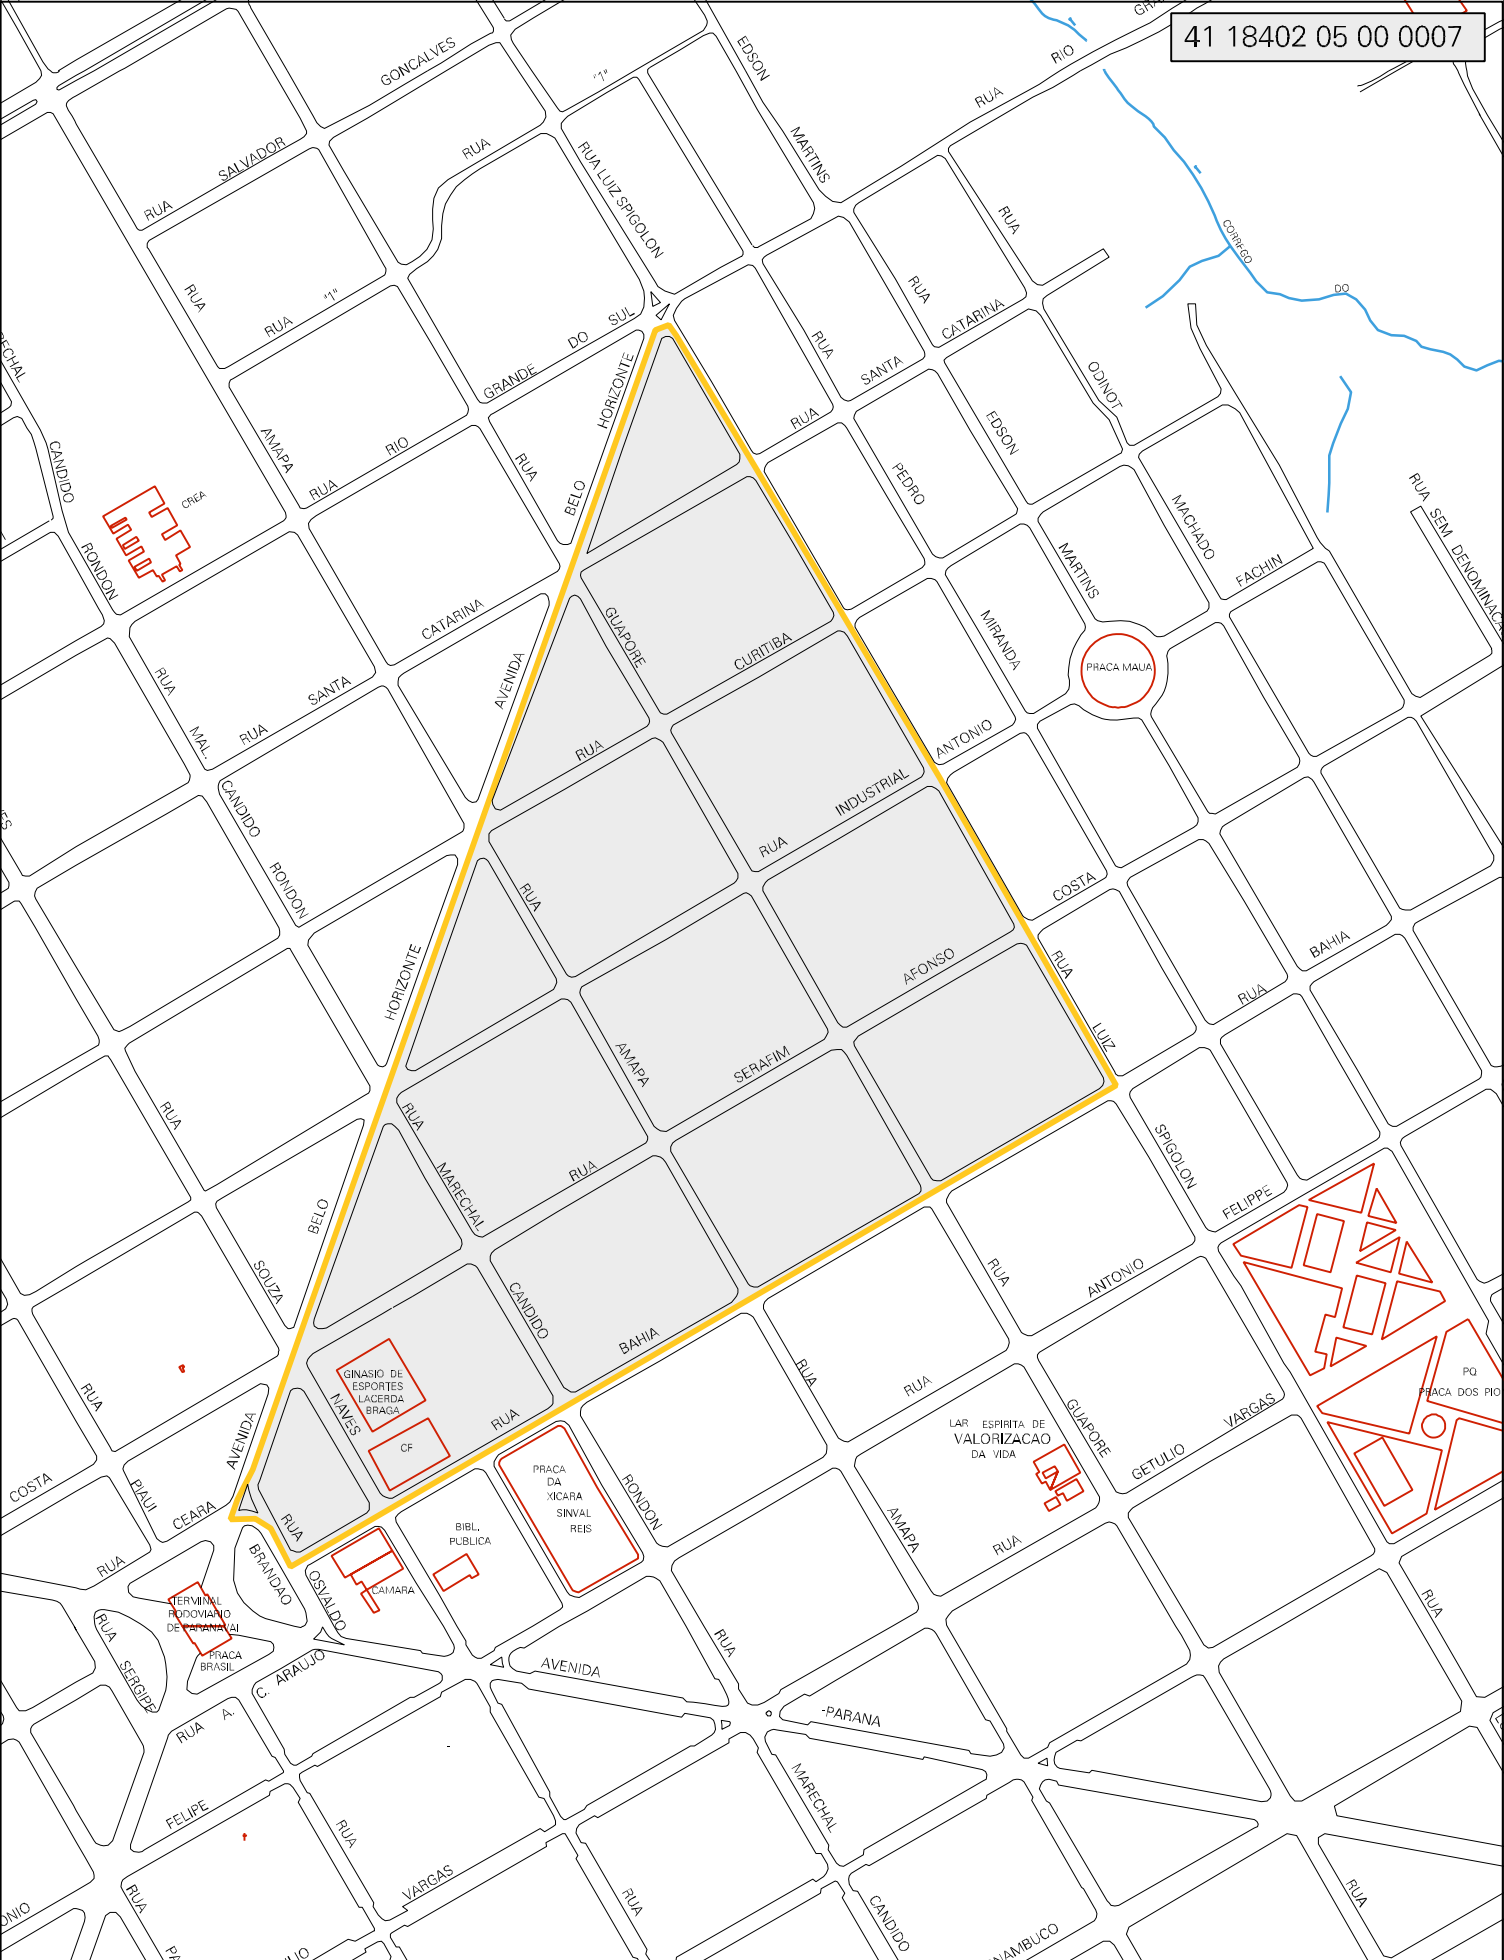 41 18402 05 00 0007
GONCALVES
"1"
EDSON
RIO
RUA
MARTINS
RUA
SALVADOR
RUA
RUA LUIZ SPIGOLON
RUA
CORREGO
DO
RUA
RUA
"1"
RUA
GRANDE DO SUL
RUA
CATARINA
SANTA
RUA
HORIZONTE
ODINOT
CANDIDO
AMAPA
RIO
RUA
RUA
BELO
EDSON
PEDRO
CREA
RUA SEM DENOMINACA
MACHADO
RONDON
MARTINS
FACHIN
CATARINA
GUAPORE
CURITIBA
MIRANDA
PRACA MAUA
RUA
SANTA
AVENIDA
RUA
MAL.
RUA
ANTONIO
CANDIDO
INDUSTRIAL
RUA
RONDON
RUA
COSTA
BAHIA
HORIZONTE
AFONSO
RUA
RUA
LUIZ
AMAPA
SERAFIM
RUA
RUA
MARECHAL
RUA
SPIGOLON
FELIPPE
BELO
SOUZA
CANDIDO
RUA
ANTONIO
BAHIA
GINASIO DE
ESPORTES
LACERDA
BRAGA
NAVES
CF
RUA
RUA
RUA
RUA
PQ
PRACA DOS PIO
AVENIDA
LAR ESPIRITA DE
VALORIZACAO
DA VIDA
GUAPORE
VARGAS
GETULIO
COSTA
PIAUI
CEARA
RUA
PRACA
DA
XICARA
SINVAL
REIS
RONDON
AMAPA
RUA
BIBL.
PUBLICA
RUA
BRANDAO
OSVALDO
CAMARA
TERMINAL
RODOVIARIO
DE PARANAVAI
PRACA
BRASIL
RUA
SERGIPE
RUA A.
C. ARAUJO
AVENIDA
RUA
PARANA
RUA
MARECHAL
FELIPE
RUA
VARGAS
RUA
RUA
CANDIDO
RUA